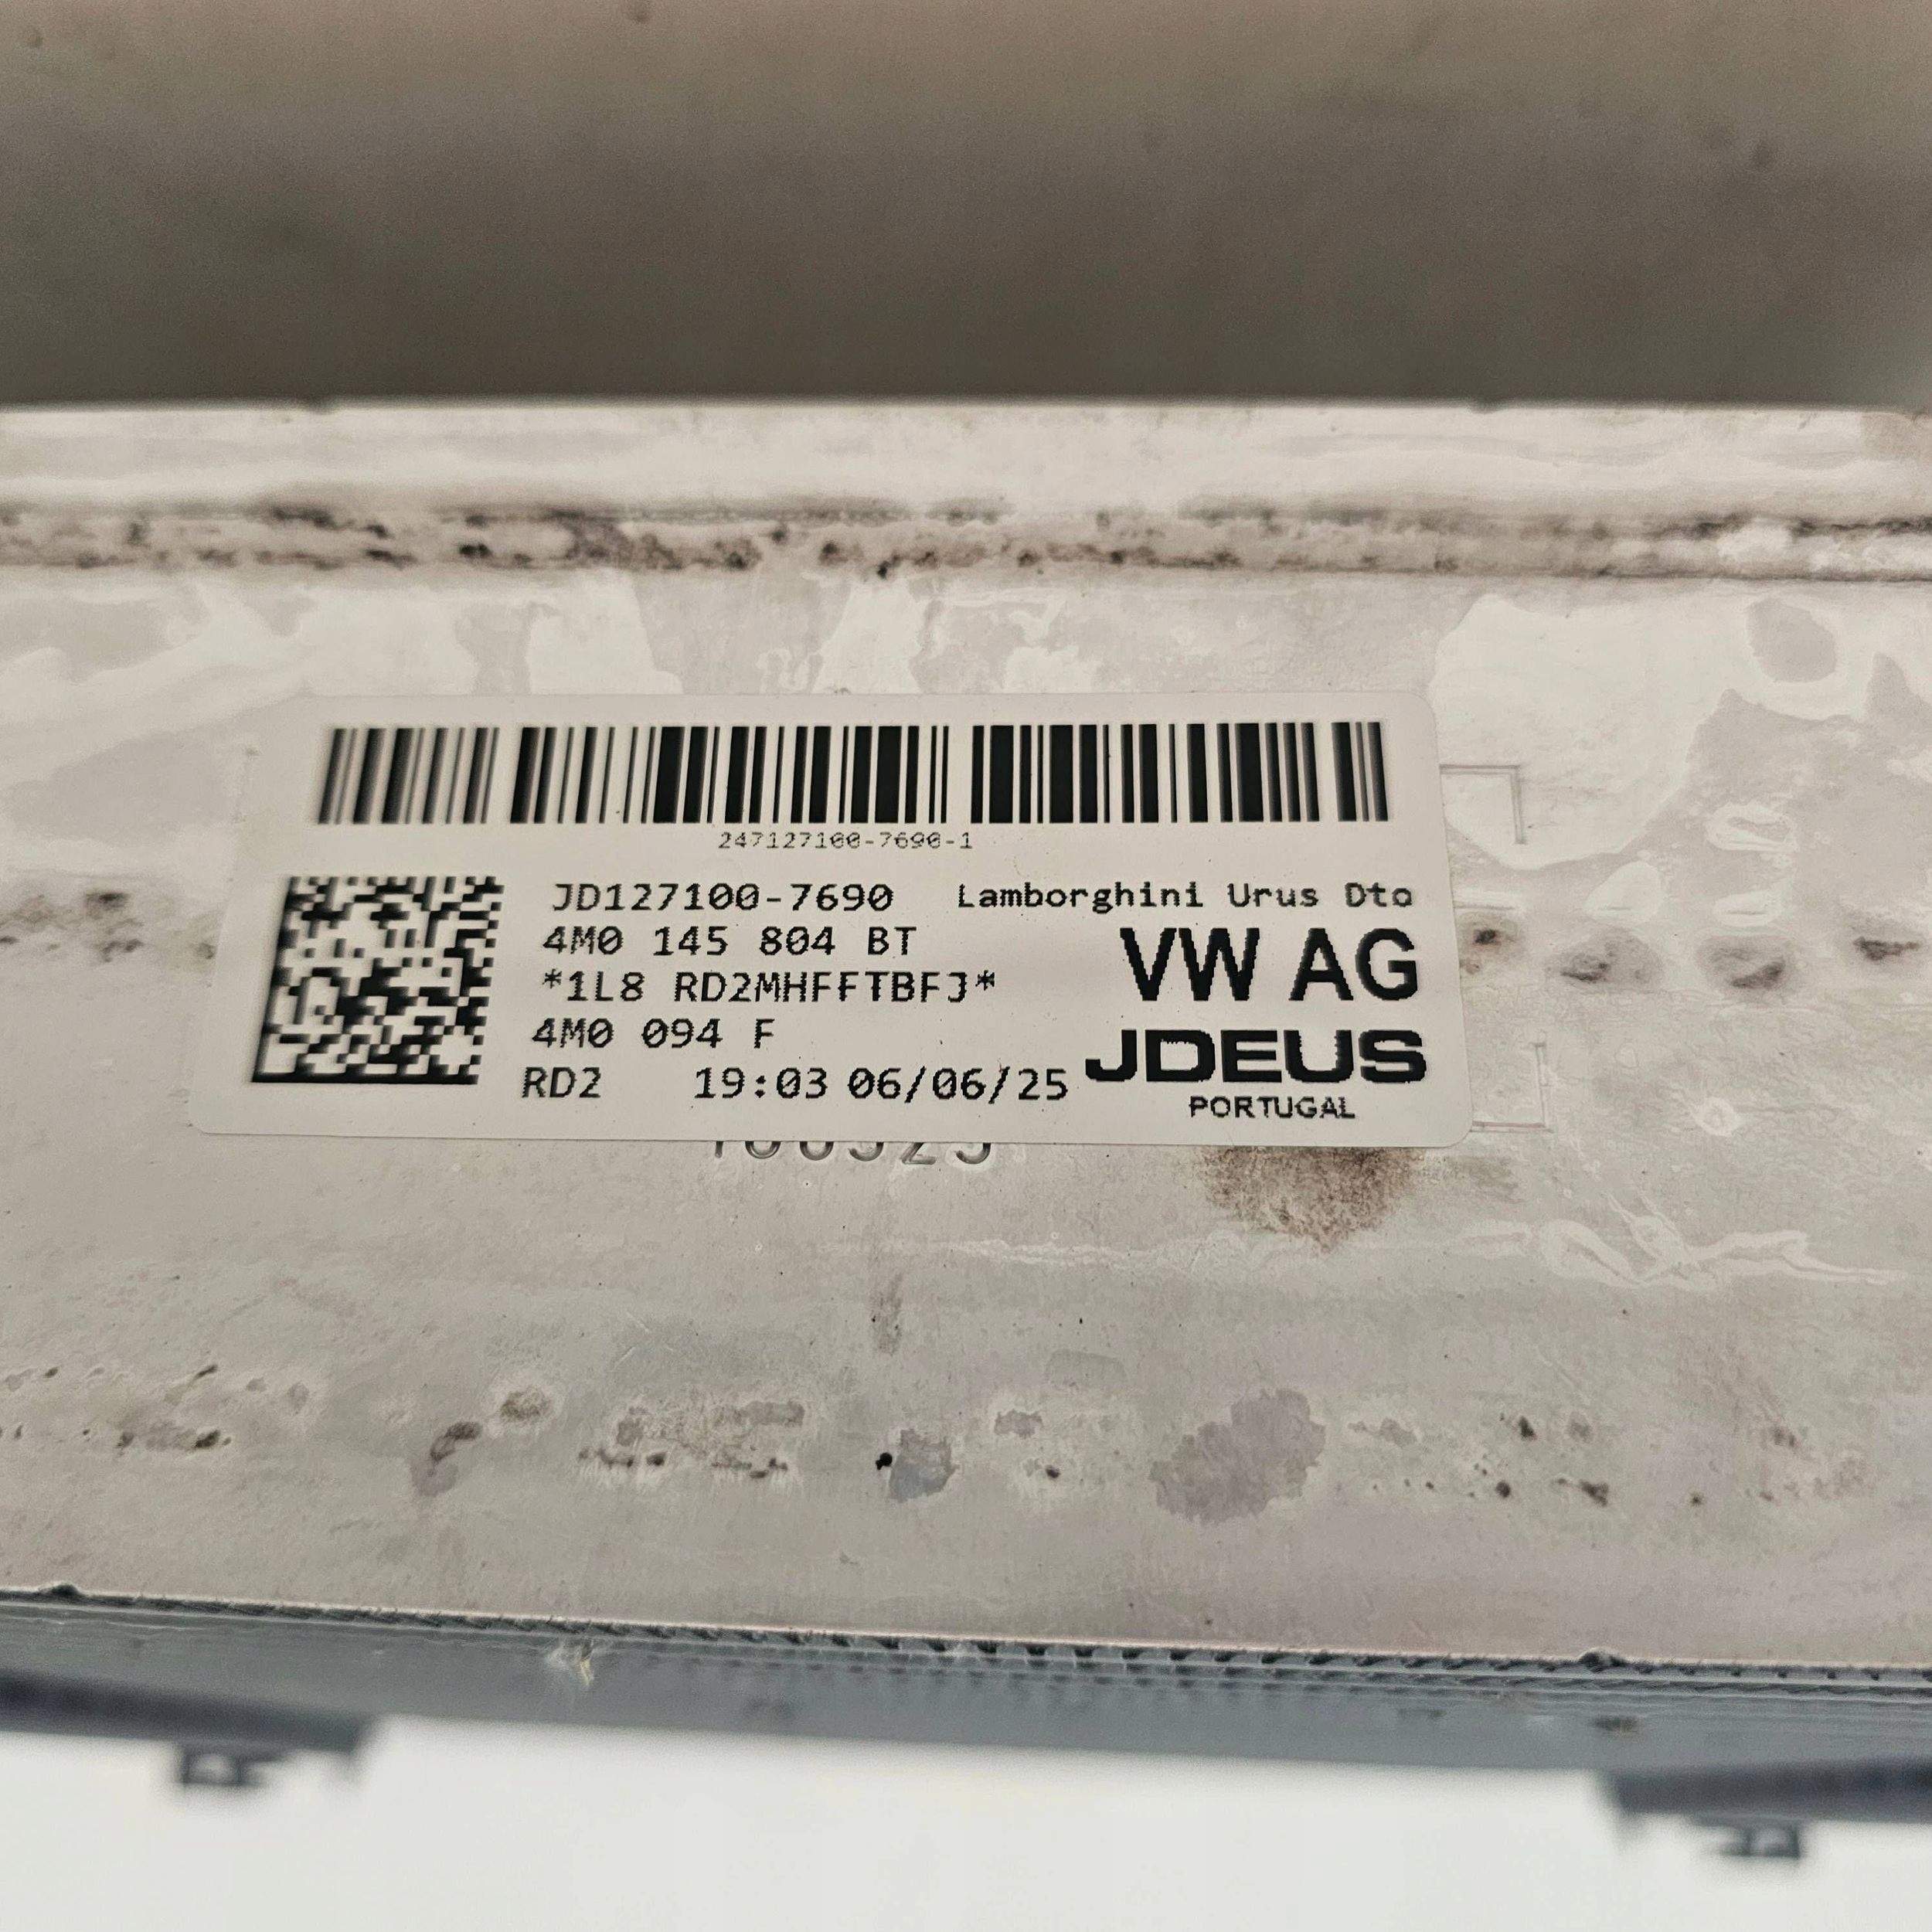 247127100-7690-1
JD127100-7690 Lamborghini Urus Dto
4M0 145 804 BT
VW AG
*1L8 RD2MHFFTBFJ*
4M0 094 F
JDEUS
RD2 19:03 06/06/25
PORTUGAL